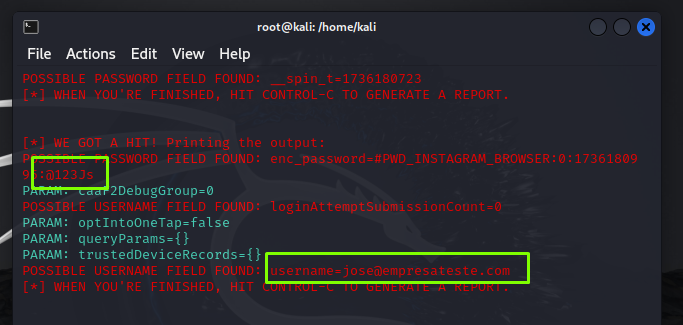 root@kali: /home/kali
File Actions Edit View Help
POSSIBLE PASSWORD FIELD FOUND: __spin_t=1736180723
[*] WHEN YOU'RE FINISHED, HIT CONTROL-C TO GENERATE A REPORT.
[*] WE GOT A HIT! Printing the output:
POSSIBLE PASSWORD FIELD FOUND: enc_password=#PWD_INSTAGRAM_BROWSER:0:17361809
95:@123Js
PARAM: caaF2DebugGroup=0
POSSIBLE USERNAME FIELD FOUND: loginAttemptSubmissionCount=0
PARAM: optIntoOneTap=false
PARAM: queryParams={}
PARAM: trustedDeviceRecords={}
POSSIBLE USERNAME FIELD FOUND: username=jose@empresateste.com
[*] WHEN YOU'RE FINISHED, HIT CONTROL-C TO GENERATE A REPORT.